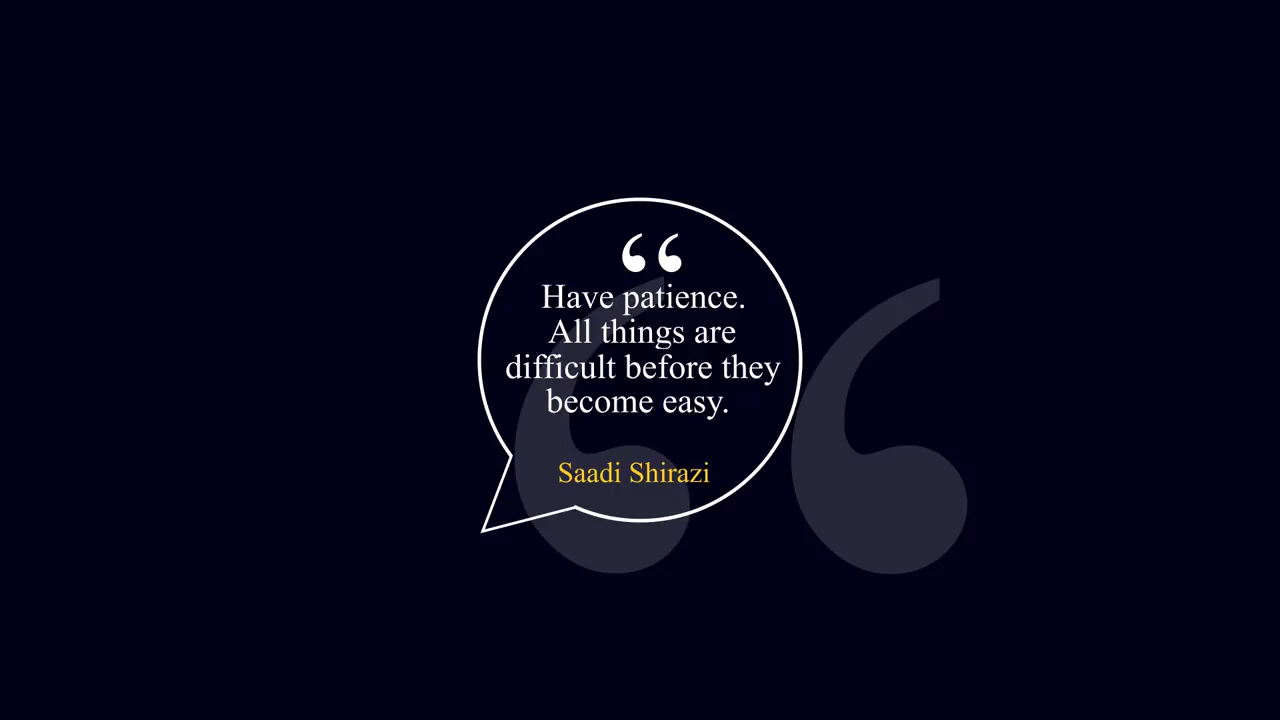 “
Have patience.
All things are
difficult before they
become easy.
Saadi Shirazi